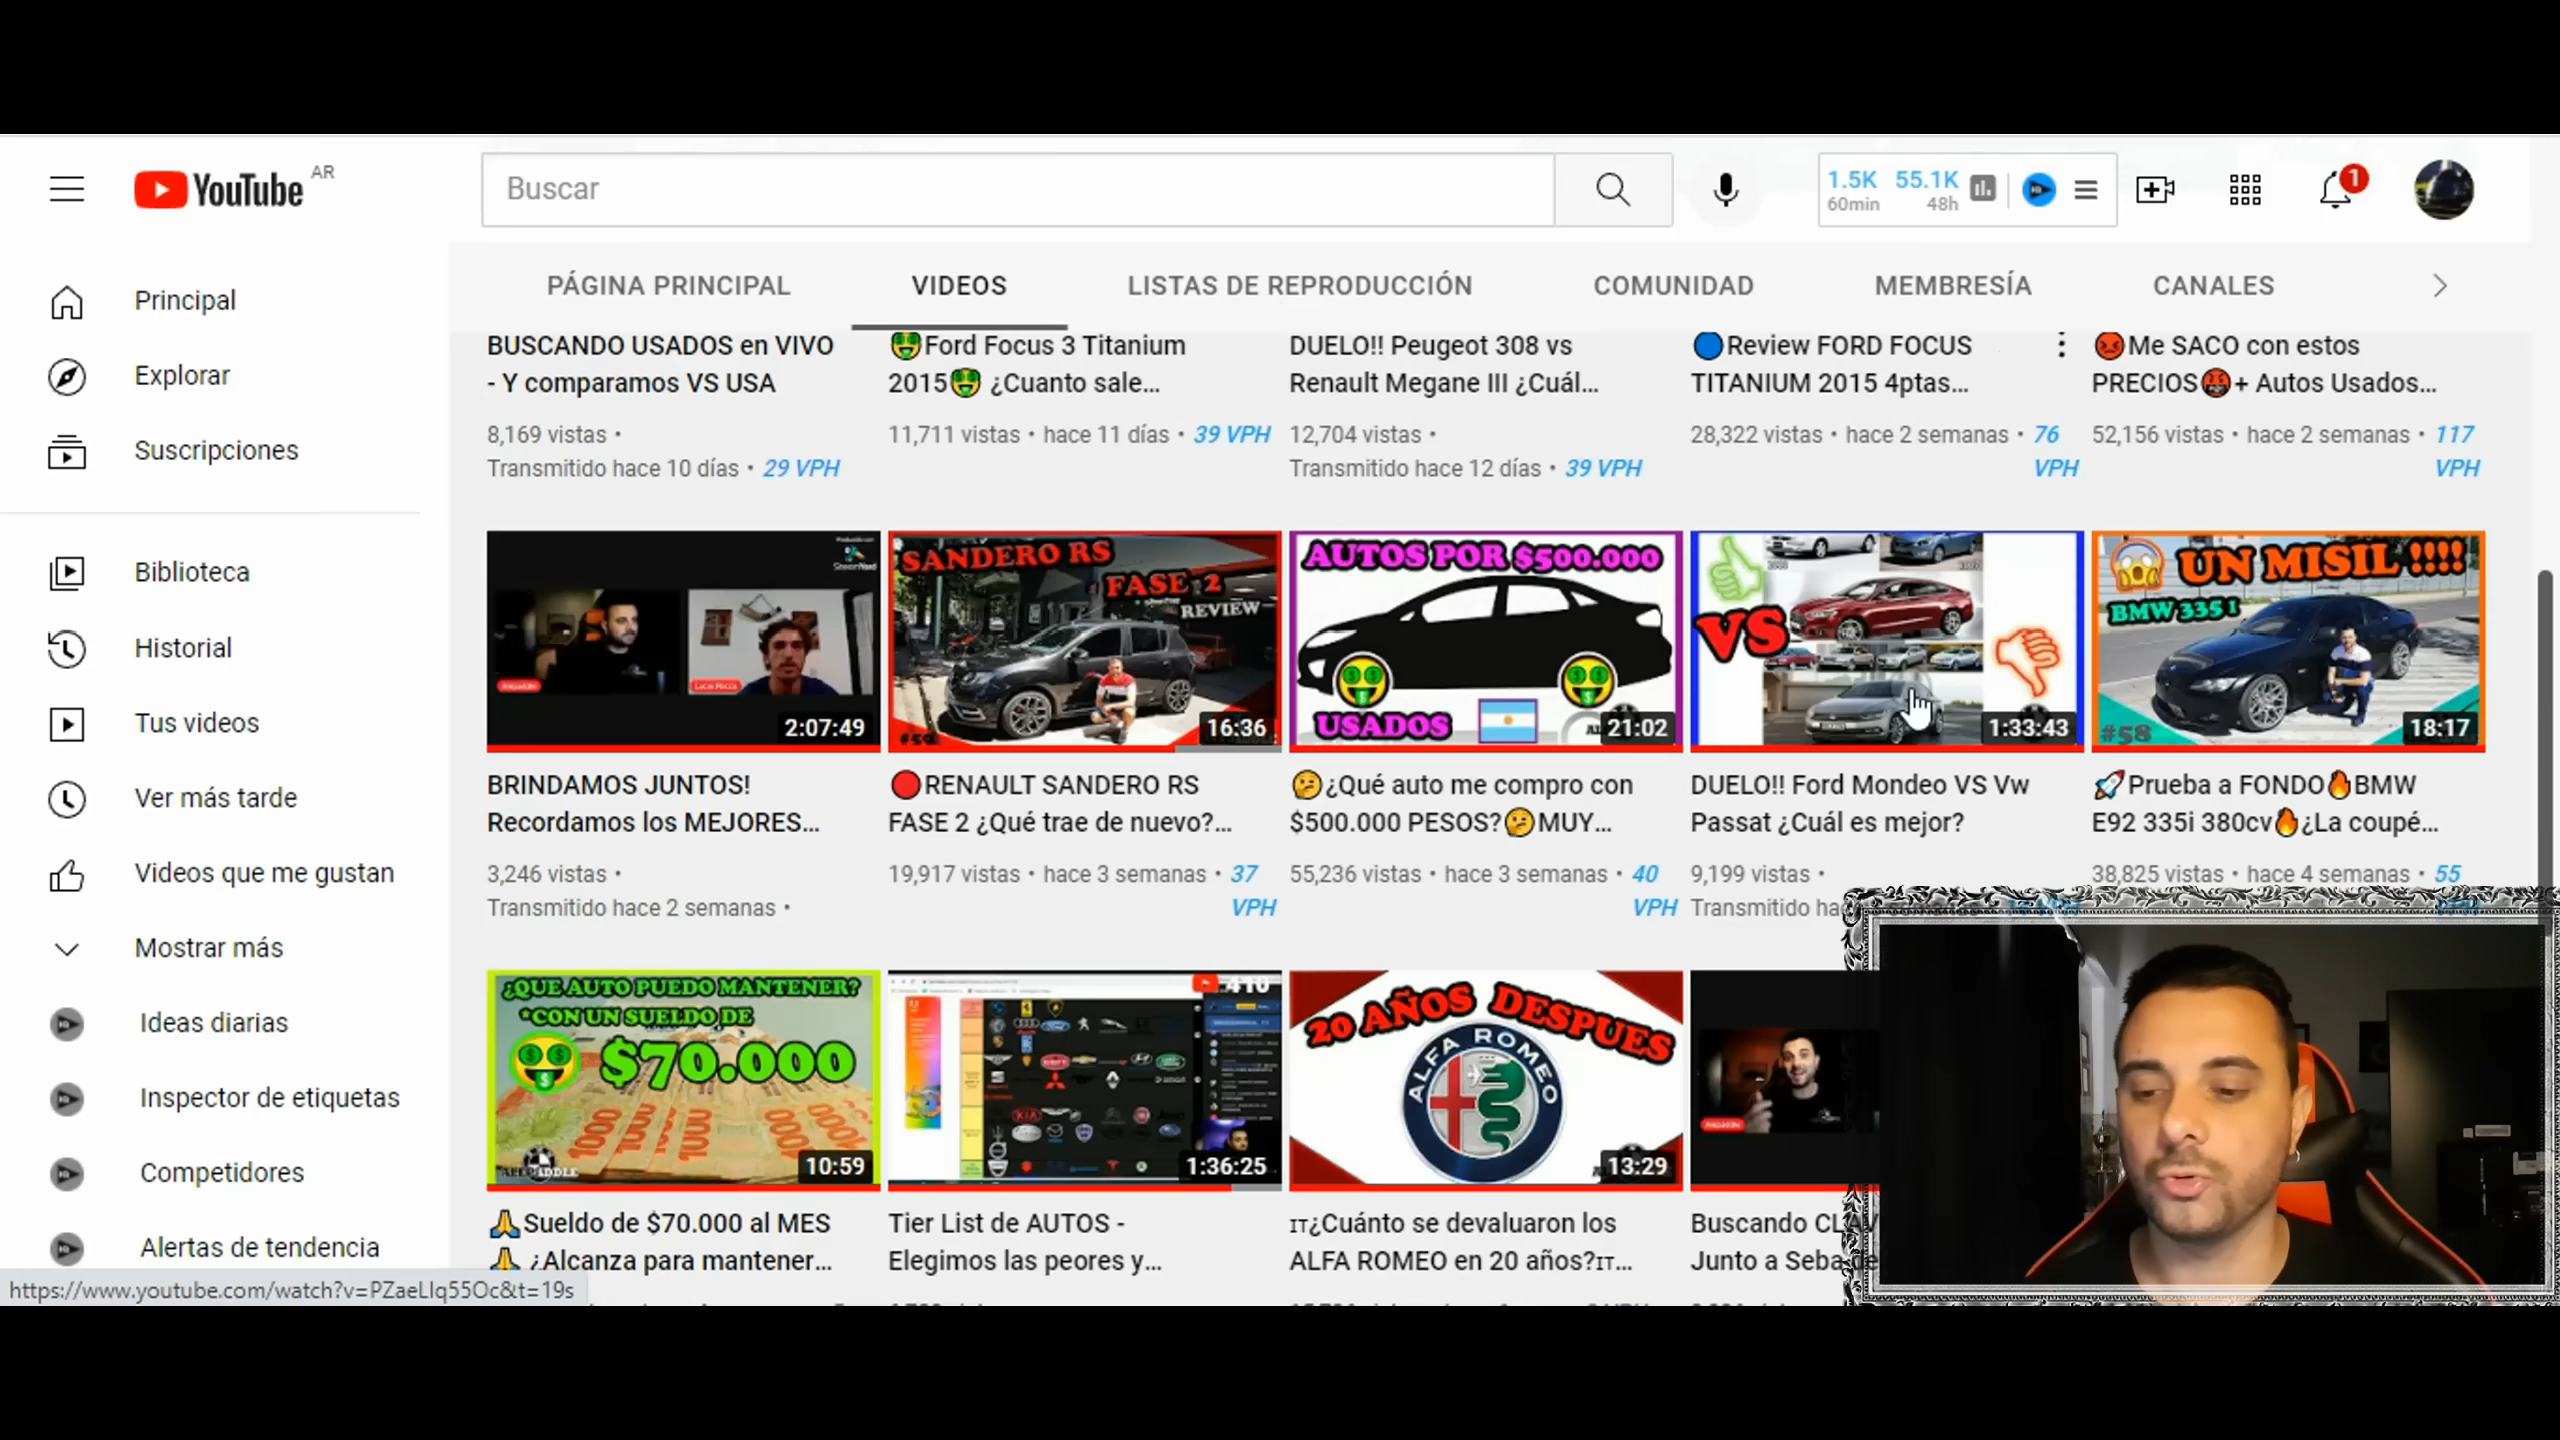 YouTube AR
Buscar
1.5K 55.1K
60min 48h
1
Principal
Explorar
Suscripciones
Biblioteca
Historial
Tus videos
Ver más tarde
Videos que me gustan
Mostrar más
Ideas diarias
Inspector de etiquetas
Competidores
Alertas de tendencia
PÁGINA PRINCIPAL VIDEOS LISTAS DE REPRODUCCIÓN COMUNIDAD MEMBRESÍA CANALES
BUSCANDO USADOS en VIVO
- Y comparamos VS USA
8,169 vistas •
Transmitido hace 10 días • 29 VPH
🤑Ford Focus 3 Titanium
2015🤑 ¿Cuanto sale...
11,711 vistas • hace 11 días • 39 VPH
DUELO!! Peugeot 308 vs
Renault Megane III ¿Cuál...
12,704 vistas •
Transmitido hace 12 días • 39 VPH
🔵Review FORD FOCUS
TITANIUM 2015 4ptas...
28,322 vistas • hace 2 semanas • 76
VPH
😡Me SACO con estos
PRECIOS🤬+ Autos Usados...
52,156 vistas • hace 2 semanas • 117
VPH
2:07:49
BRINDAMOS JUNTOS!
Recordamos los MEJORES...
3,246 vistas •
Transmitido hace 2 semanas •
SANDERO RS
FASE 2
REVIEW
#59
16:36
🔴RENAULT SANDERO RS
FASE 2 ¿Qué trae de nuevo?...
19,917 vistas • hace 3 semanas • 37
VPH
AUTOS POR $500.000
USADOS
21:02
🤔¿Qué auto me compro con
$500.000 PESOS?🤔MUY...
55,236 vistas • hace 3 semanas • 40
VPH
VS
1:33:43
DUELO!! Ford Mondeo VS Vw
Passat ¿Cuál es mejor?
9,199 vistas •
Transmitido
UN MISIL !!!!
BMW 335 I
#58
18:17
🚀Prueba a FONDO🔥BMW
E92 335i 380cv🔥¿La coupé...
38,825 vistas • hace 4 semanas • 55
¿QUE AUTO PUEDO MANTENER?
*CON UN SUELDO DE
$70.000
10:59
🙏Sueldo de $70.000 al MES
🙏 ¿Alcanza para mantener...
1:36:25
Tier List de AUTOS -
Elegimos las peores y...
20 AÑOS DESPUES
ALFA ROMEO
13:29
IT¿Cuánto se devaluaron los
ALFA ROMEO en 20 años?IT...
Buscando
Junto a Seba de
https://www.youtube.com/watch?v=PZaeLIq55Oc&t=19s